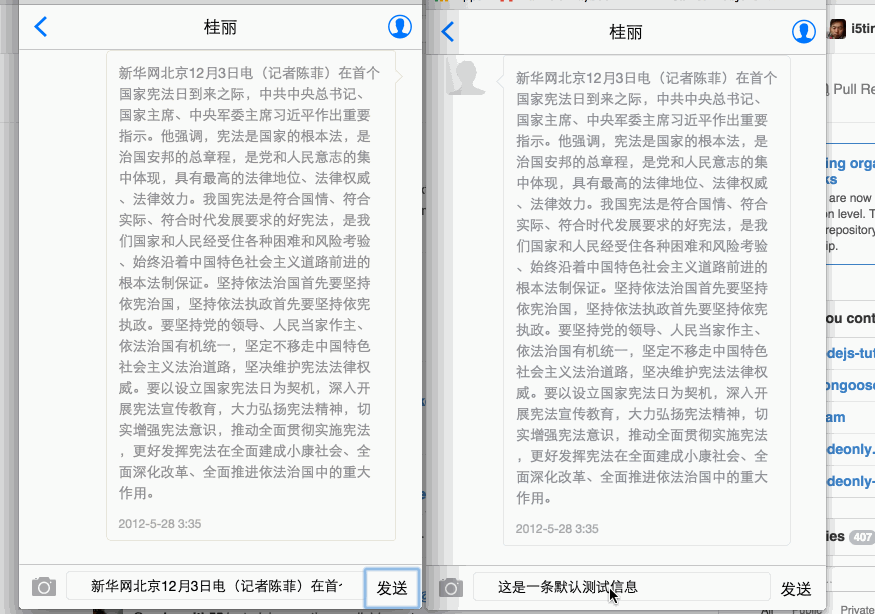 桂丽
新华网北京12月3日电（记者陈菲）在首个
国家宪法日到来之际，中共中央总书记、
国家主席、中央军委主席习近平作出重要
指示。他强调，宪法是国家的根本法，是
治国安邦的总章程，是党和人民意志的集
中体现，具有最高的法律地位、法律权威
、法律效力。我国宪法是符合国情、符合
实际、符合时代发展要求的好宪法，是我
们国家和人民经受住各种困难和风险考验
、始终沿着中国特色社会主义道路前进的
根本法制保证。坚持依法治国首先要坚持
依宪治国，坚持依法执政首先要坚持依宪
执政。要坚持党的领导、人民当家作主、
依法治国有机统一，坚定不移走中国特色
社会主义法治道路，坚决维护宪法法律权
威。要以设立国家宪法日为契机，深入开
展宪法宣传教育，大力弘扬宪法精神，切
实增强宪法意识，推动全面贯彻实施宪法
，更好发挥宪法在全面建成小康社会、全
面深化改革、全面推进依法治国中的重大
作用。
2012-5-28 3:35
新华网北京12月3日电（记者陈菲）在首
发送
桂丽
新华网北京12月3日电（记者陈菲）在首个
国家宪法日到来之际，中共中央总书记、
国家主席、中央军委主席习近平作出重要
指示。他强调，宪法是国家的根本法，是
治国安邦的总章程，是党和人民意志的集
中体现，具有最高的法律地位、法律权威
、法律效力。我国宪法是符合国情、符合
实际、符合时代发展要求的好宪法，是我
们国家和人民经受住各种困难和风险考验
、始终沿着中国特色社会主义道路前进的
根本法制保证。坚持依法治国首先要坚持
依宪治国，坚持依法执政首先要坚持依宪
执政。要坚持党的领导、人民当家作主、
依法治国有机统一，坚定不移走中国特色
社会主义法治道路，坚决维护宪法法律权
威。要以设立国家宪法日为契机，深入开
展宪法宣传教育，大力弘扬宪法精神，切
实增强宪法意识，推动全面贯彻实施宪法
，更好发挥宪法在全面建成小康社会、全
面深化改革、全面推进依法治国中的重大
作用。
2012-5-28 3:35
这是一条默认测试信息
发送
i5tin
Pull Re
ing orga
ks
are now
n level. T
repository
ip.
ou cont
dejs-tut
ongoose
am
deonly.
deonly-
ies 407
All Public Private